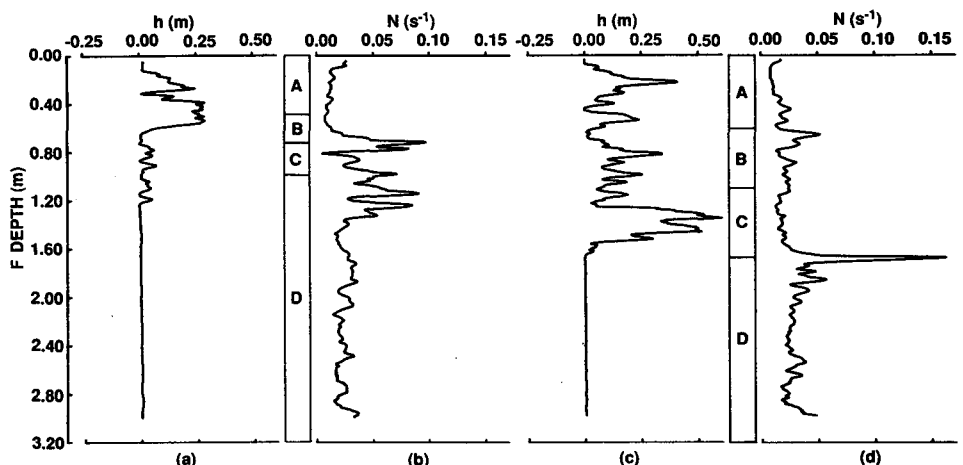 h (m) N (s⁻¹) h (m) N (s⁻¹)
-0.25 0.00 0.25 0.00 0.05 0.10 0.15 -0.25 0.00 0.25 0.50 0.00 0.05 0.10 0.15
0.00
0.40
0.80
1.20
1.60
2.00
2.40
2.80
3.20
F DEPTH (m)
A
B
C
D
A
B
C
D
(a) (b) (c) (d)